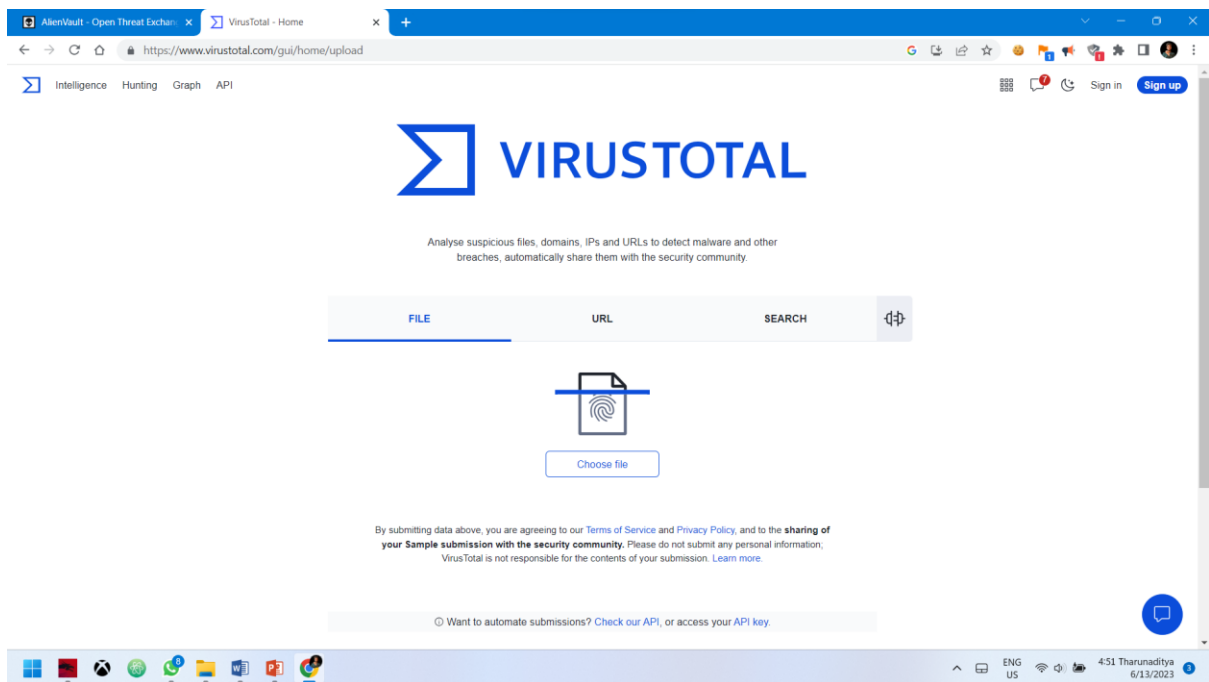 AlienVault - Open Threat Exchan
VirusTotal - Home
https://www.virustotal.com/gui/home/upload
Intelligence Hunting Graph API
7
Sign in
Sign up
VIRUSTOTAL
Analyse suspicious files, domains, IPs and URLs to detect malware and other
breaches, automatically share them with the security community.
FILE URL SEARCH
Choose file
By submitting data above, you are agreeing to our Terms of Service and Privacy Policy, and to the sharing of
your Sample submission with the security community. Please do not submit any personal information;
VirusTotal is not responsible for the contents of your submission. Learn more.
Want to automate submissions? Check our API, or access your API key.
8
ENG
US
4:51 Tharunaditya
6/13/2023
3